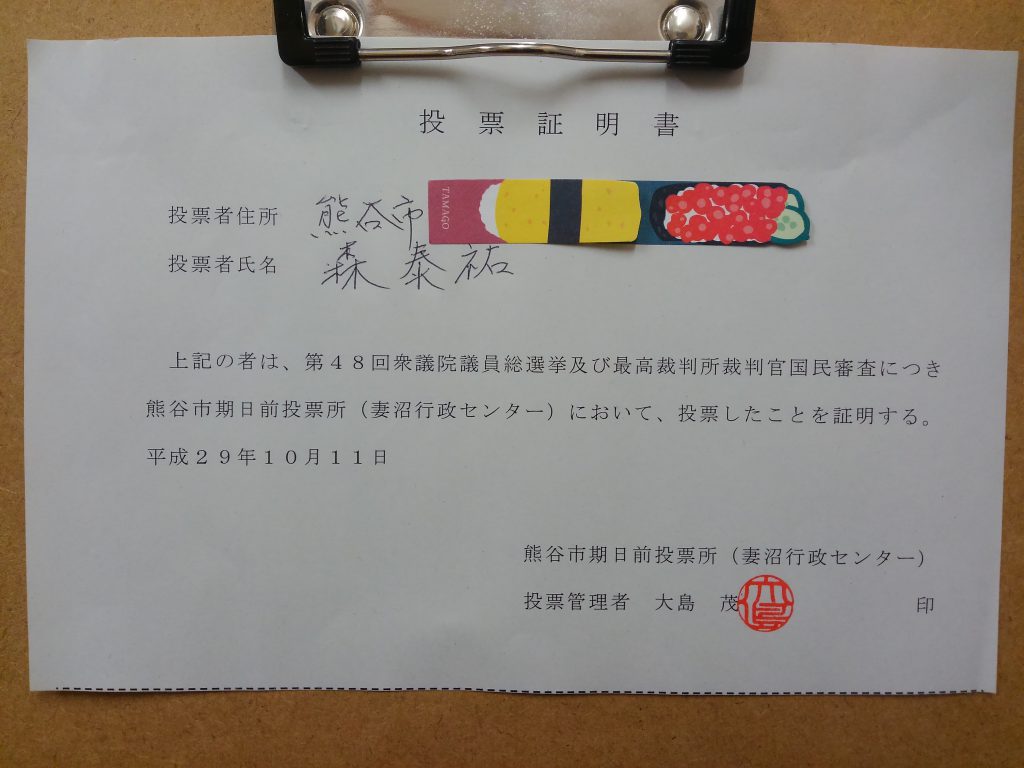 投票証明書
投票者住所 熊谷市
TAMAGO
投票者氏名 森泰祐
上記の者は、第４８回衆議院議員総選挙及び最高裁判所裁判官国民審査につき
熊谷市期日前投票所（妻沼行政センター）において、投票したことを証明する。
平成２９年１０月１１日
熊谷市期日前投票所（妻沼行政センター）
投票管理者 大島 茂 印